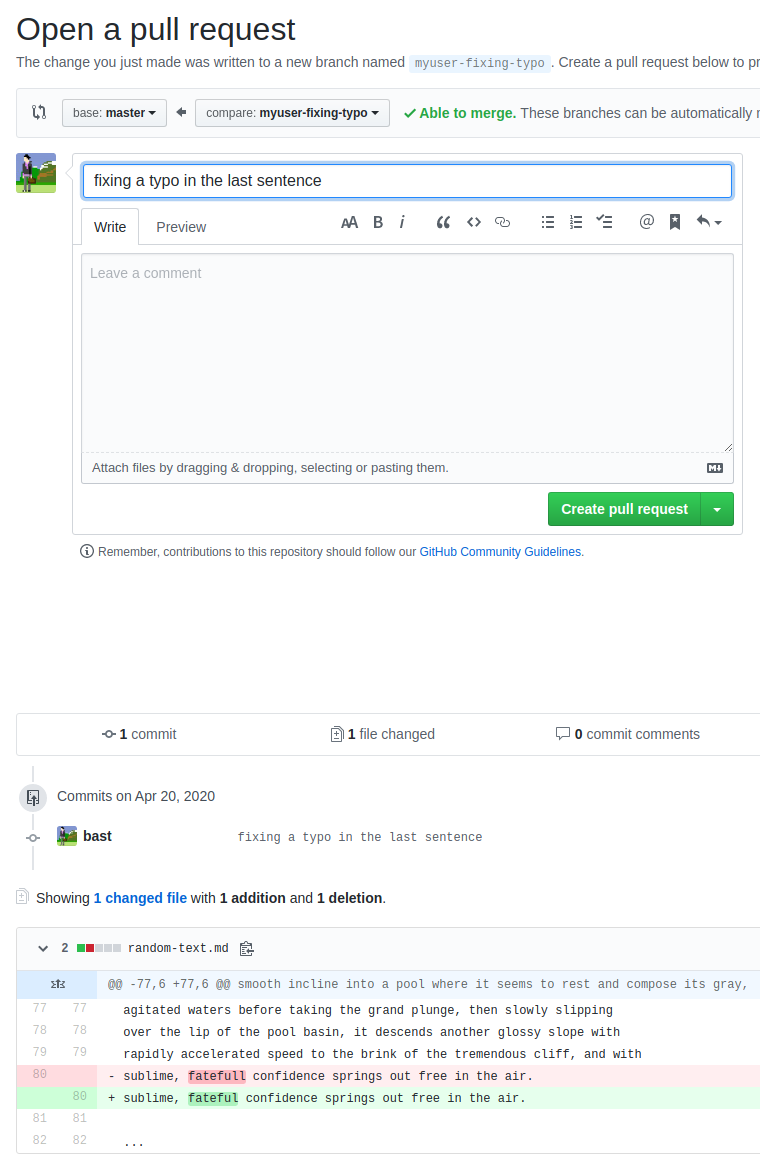 Open a pull request
The change you just made was written to a new branch named myuser-fixing-typo . Create a pull request below to pr
base: master compare: myuser-fixing-typo Able to merge. These branches can be automatically
fixing a typo in the last sentence
Write Preview AA B i @
Leave a comment
Attach files by dragging & dropping, selecting or pasting them.
Create pull request
Remember, contributions to this repository should follow our GitHub Community Guidelines.
1 commit 1 file changed 0 commit comments
Commits on Apr 20, 2020
bast fixing a typo in the last sentence
Showing 1 changed file with 1 addition and 1 deletion.
2 random-text.md
@@ -77,6 +77,6 @@ smooth incline into a pool where it seems to rest and compose its gray,
77 77 agitated waters before taking the grand plunge, then slowly slipping
78 78 over the lip of the pool basin, it descends another glossy slope with
79 79 rapidly accelerated speed to the brink of the tremendous cliff, and with
80 - sublime, fatefull confidence springs out free in the air.
80 + sublime, fateful confidence springs out free in the air.
81 81
82 82 ...